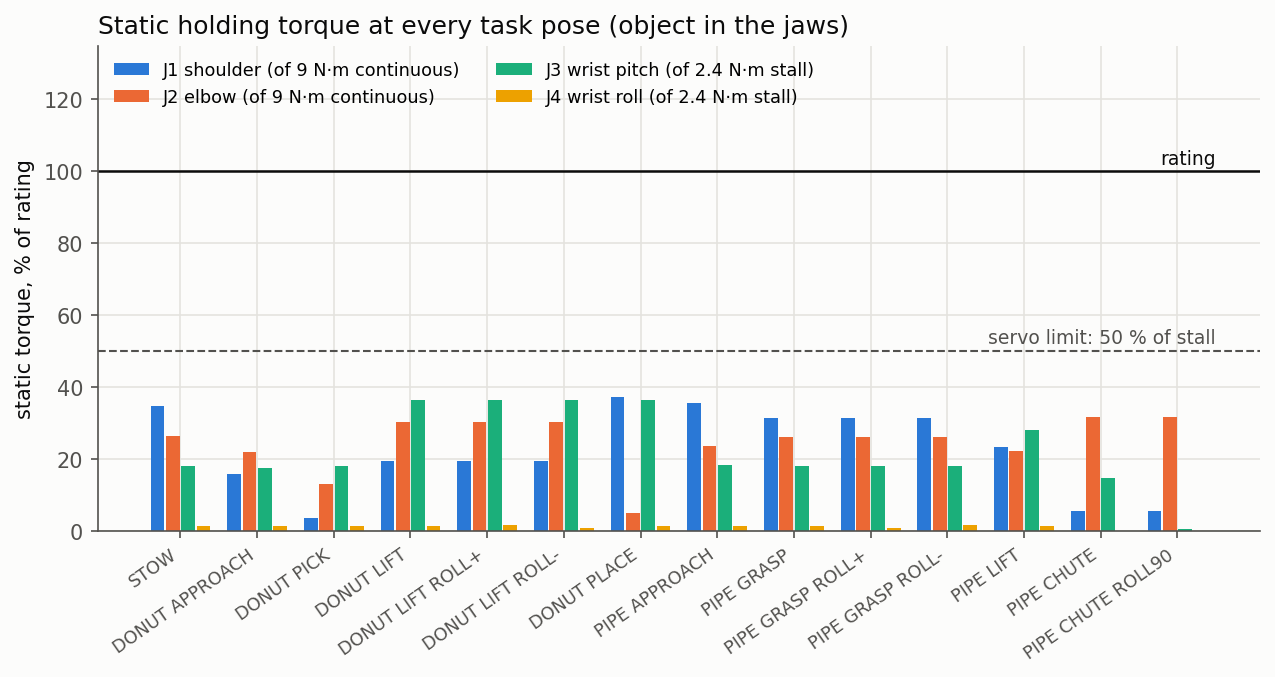 Static holding torque at every task pose (object in the jaws)
J1 shoulder (of 9 N·m continuous)
J2 elbow (of 9 N·m continuous)
J3 wrist pitch (of 2.4 N·m stall)
J4 wrist roll (of 2.4 N·m stall)
static torque, % of rating
120
100
80
60
40
20
0
rating
servo limit: 50 % of stall
STOW
DONUT APPROACH
DONUT PICK
DONUT LIFT
DONUT LIFT ROLL+
DONUT LIFT ROLL-
DONUT PLACE
PIPE APPROACH
PIPE GRASP
PIPE GRASP ROLL+
PIPE GRASP ROLL-
PIPE LIFT
PIPE CHUTE
PIPE CHUTE ROLL90